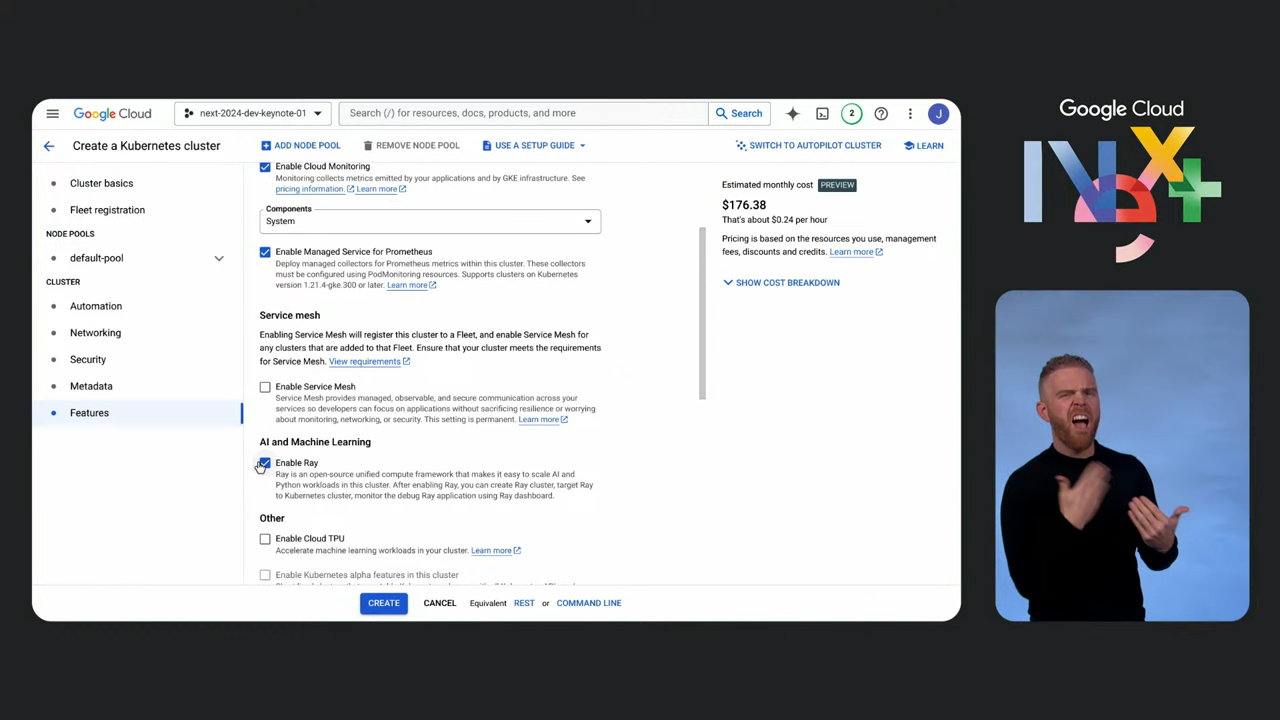 Google Cloud
next-2024-dev-keynote-01
Search (/) for resources, docs, products, and more
Search
2
J
Create a Kubernetes cluster
ADD NODE POOL
REMOVE NODE POOL
USE A SETUP GUIDE
SWITCH TO AUTOPILOT CLUSTER
LEARN
Cluster basics
Fleet registration
NODE POOLS
default-pool
CLUSTER
Automation
Networking
Security
Metadata
Features
Enable Cloud Monitoring
Monitoring collects metrics emitted by your applications and by GKE infrastructure. See
pricing information. Learn more
Components
System
Enable Managed Service for Prometheus
Deploy managed collectors for Prometheus metrics within this cluster. These collectors
must be configured using PodMonitoring resources. Supports clusters on Kubernetes
version 1.21.4-gke.300 or later. Learn more
Service mesh
Enabling Service Mesh will register this cluster to a Fleet, and enable Service Mesh for
any clusters that are added to that Fleet. Ensure that your cluster meets the requirements
for Service Mesh. View requirements
Enable Service Mesh
Service Mesh provides managed, observable, and secure communication across your
services so developers can focus on applications without sacrificing resilience or worrying
about monitoring, networking, or security. This setting is permanent. Learn more
AI and Machine Learning
Enable Ray
Ray is an open-source unified compute framework that makes it easy to scale AI and
Python workloads in this cluster. After enabling Ray, you can create Ray cluster, target Ray
to Kubernetes cluster, monitor the debug Ray application using Ray dashboard.
Other
Enable Cloud TPU
Accelerate machine learning workloads in your cluster. Learn more
Enable Kubernetes alpha features in this cluster
Estimated monthly cost PREVIEW
$176.38
That's about $0.24 per hour
Pricing is based on the resources you use, management
fees, discounts and credits. Learn more
SHOW COST BREAKDOWN
CREATE
CANCEL
Equivalent REST or COMMAND LINE
Google Cloud
Next